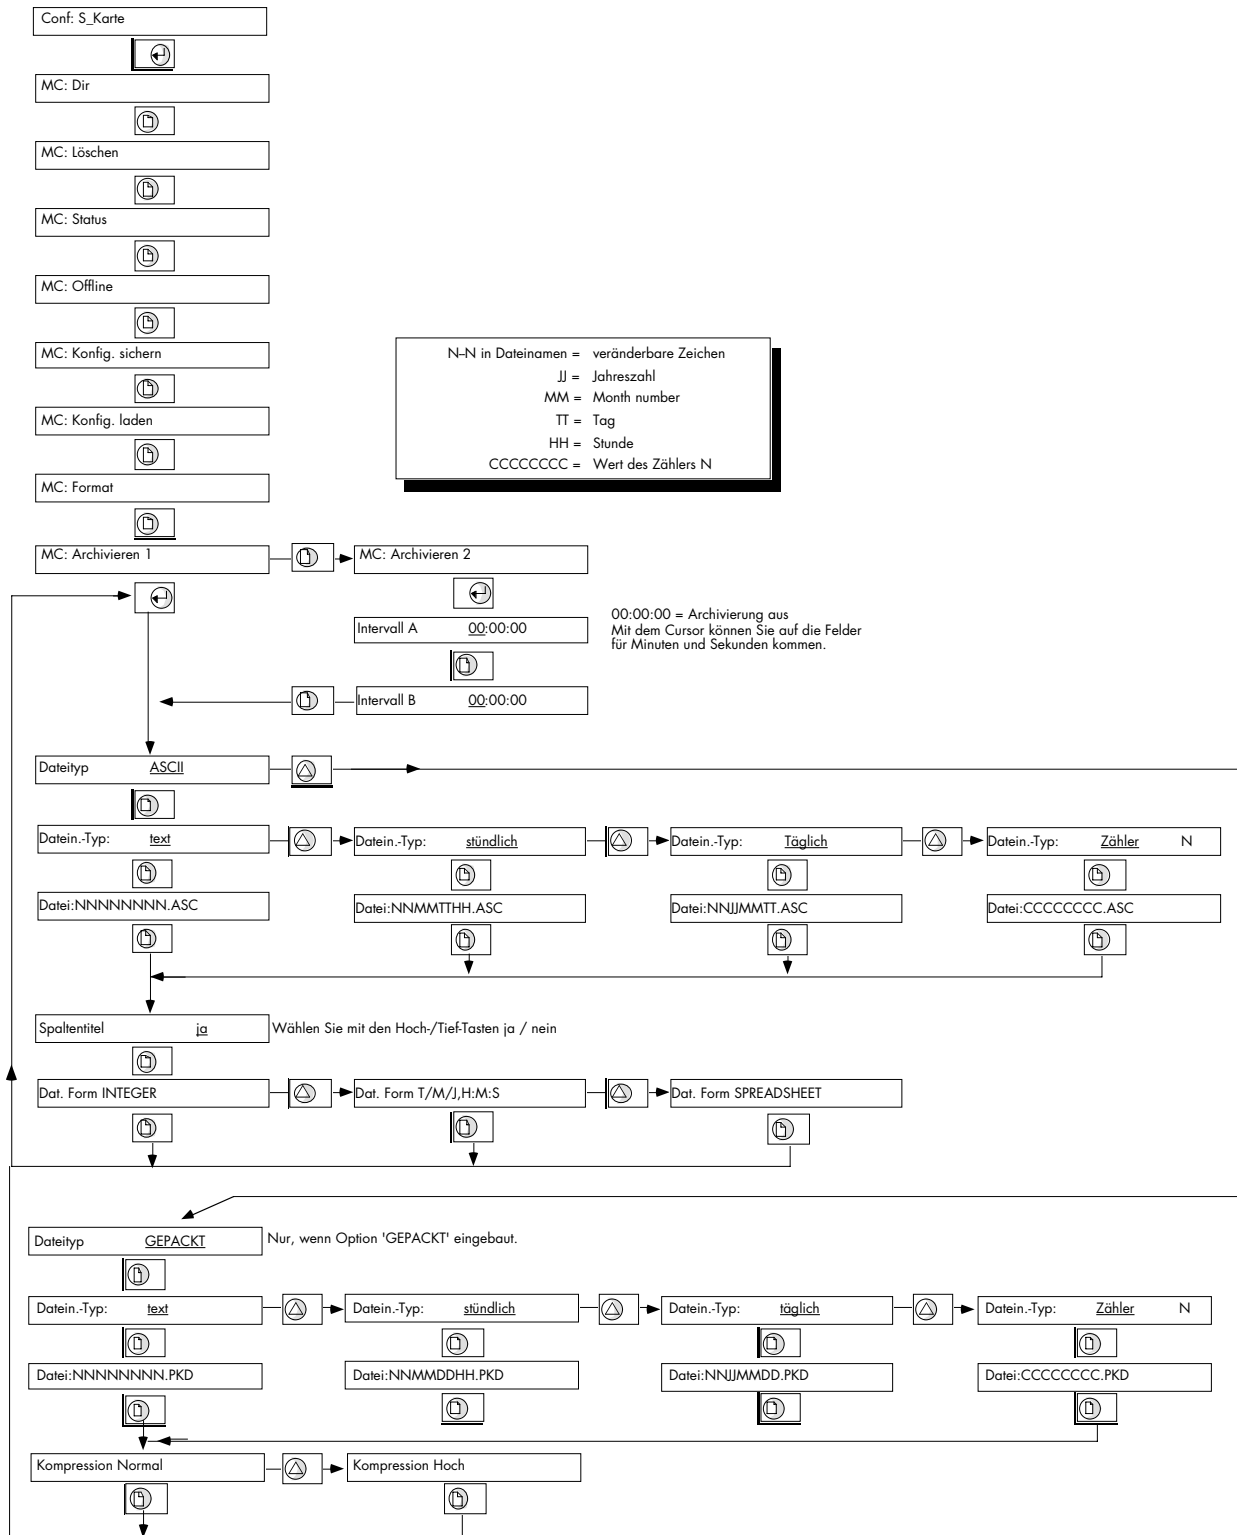 Conf: S_Karte
MC: Dir
MC: Löschen
MC: Status
MC: Offline
MC: Konfig. sichern
MC: Konfig. laden
MC: Format
N–N in Dateinamen = veränderbare Zeichen
JJ = Jahreszahl
MM = Month number
TT = Tag
HH = Stunde
CCCCCCCC = Wert des Zählers N
MC: Archivieren 1
MC: Archivieren 2
Intervall A 00:00:00
00:00:00 = Archivierung aus
Mit dem Cursor können Sie auf die Felder
für Minuten und Sekunden kommen.
Intervall B 00:00:00
Dateityp ASCII
Datein.-Typ: text
Datein.-Typ: stündlich
Datein.-Typ: Täglich
Datein.-Typ: Zähler N
Datei:NNNNNNNN.ASC
Datei:NNMMTTHH.ASC
Datei:NNJJMMTT.ASC
Datei:CCCCCCCC.ASC
Spaltentitel ja
Wählen Sie mit den Hoch-/Tief-Tasten ja / nein
Dat. Form INTEGER
Dat. Form T/M/J,H:M:S
Dat. Form SPREADSHEET
Dateityp GEPACKT
Nur, wenn Option 'GEPACKT' eingebaut.
Datein.-Typ: text
Datein.-Typ: stündlich
Datein.-Typ: täglich
Datein.-Typ: Zähler N
Datei:NNNNNNNN.PKD
Datei:NNMMDDHH.PKD
Datei:NNJJMMDD.PKD
Datei:CCCCCCCC.PKD
Kompression Normal
Kompression Hoch